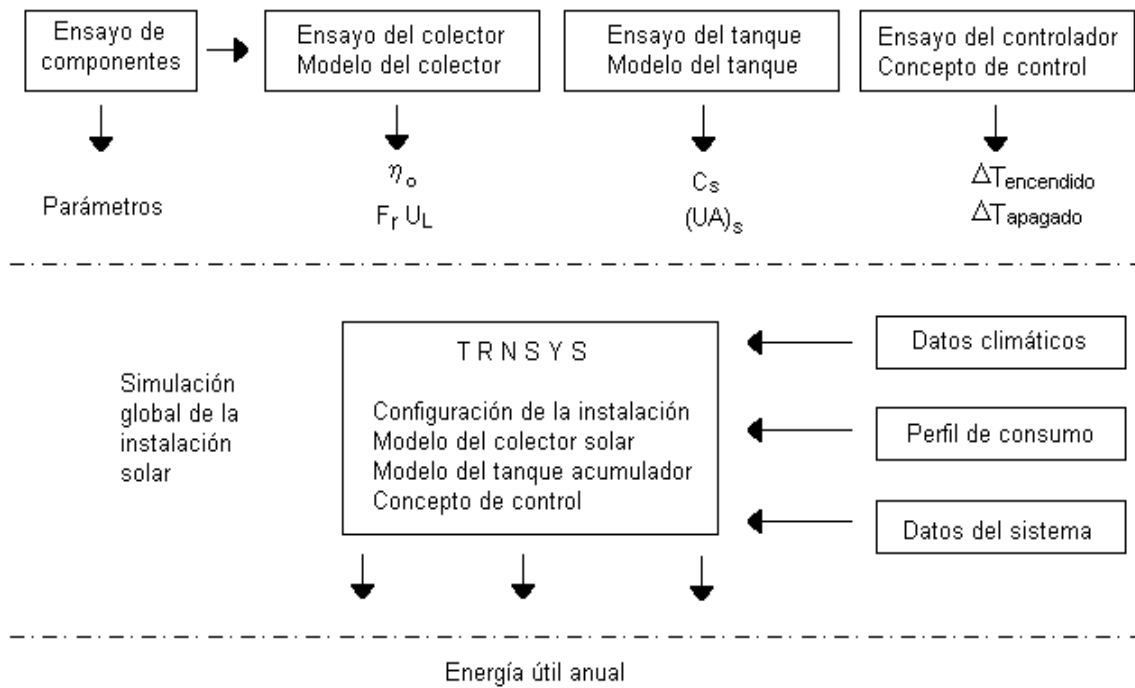 Ensayo de
componentes
Ensayo del colector
Modelo del colector
Ensayo del tanque
Modelo del tanque
Ensayo del controlador
Concepto de control
Parámetros
η₀
Fr UL
Cs
(UA)s
ΔTencendido
ΔTapagado
Simulación
global de la
instalación
solar
T R N S Y S
Configuración de la instalación
Modelo del colector solar
Modelo del tanque acumulador
Concepto de control
Datos climáticos
Perfil de consumo
Datos del sistema
Energía útil anual